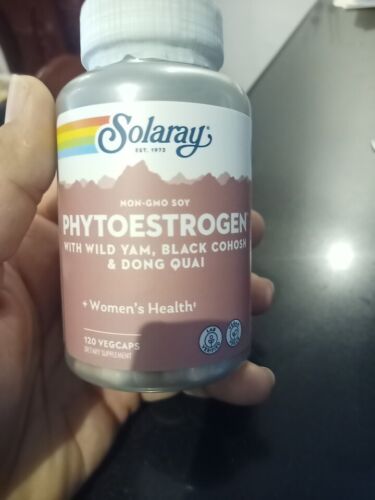 Solaray
EST. 1973
NON-GMO SOY
PHYTOESTROGEN
WITH WILD YAM, BLACK COHOSH
& DONG QUAI
+ Women's Health‡
120 VEGCAPS
DIETARY SUPPLEMENT